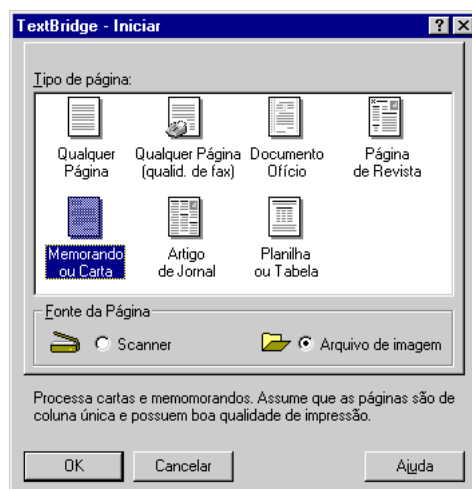 TextBridge - Iniciar
Tipo de página:
Qualquer Página
Qualquer Página (qualid. de fax)
Documento Ofício
Página de Revista
Memorando ou Carta
Artigo de Jornal
Planilha ou Tabela
Fonte da Página
Scanner
Arquivo de imagem
Processa cartas e memomorandos. Assume que as páginas são de
coluna única e possuem boa qualidade de impressão.
OK
Cancelar
Ajuda